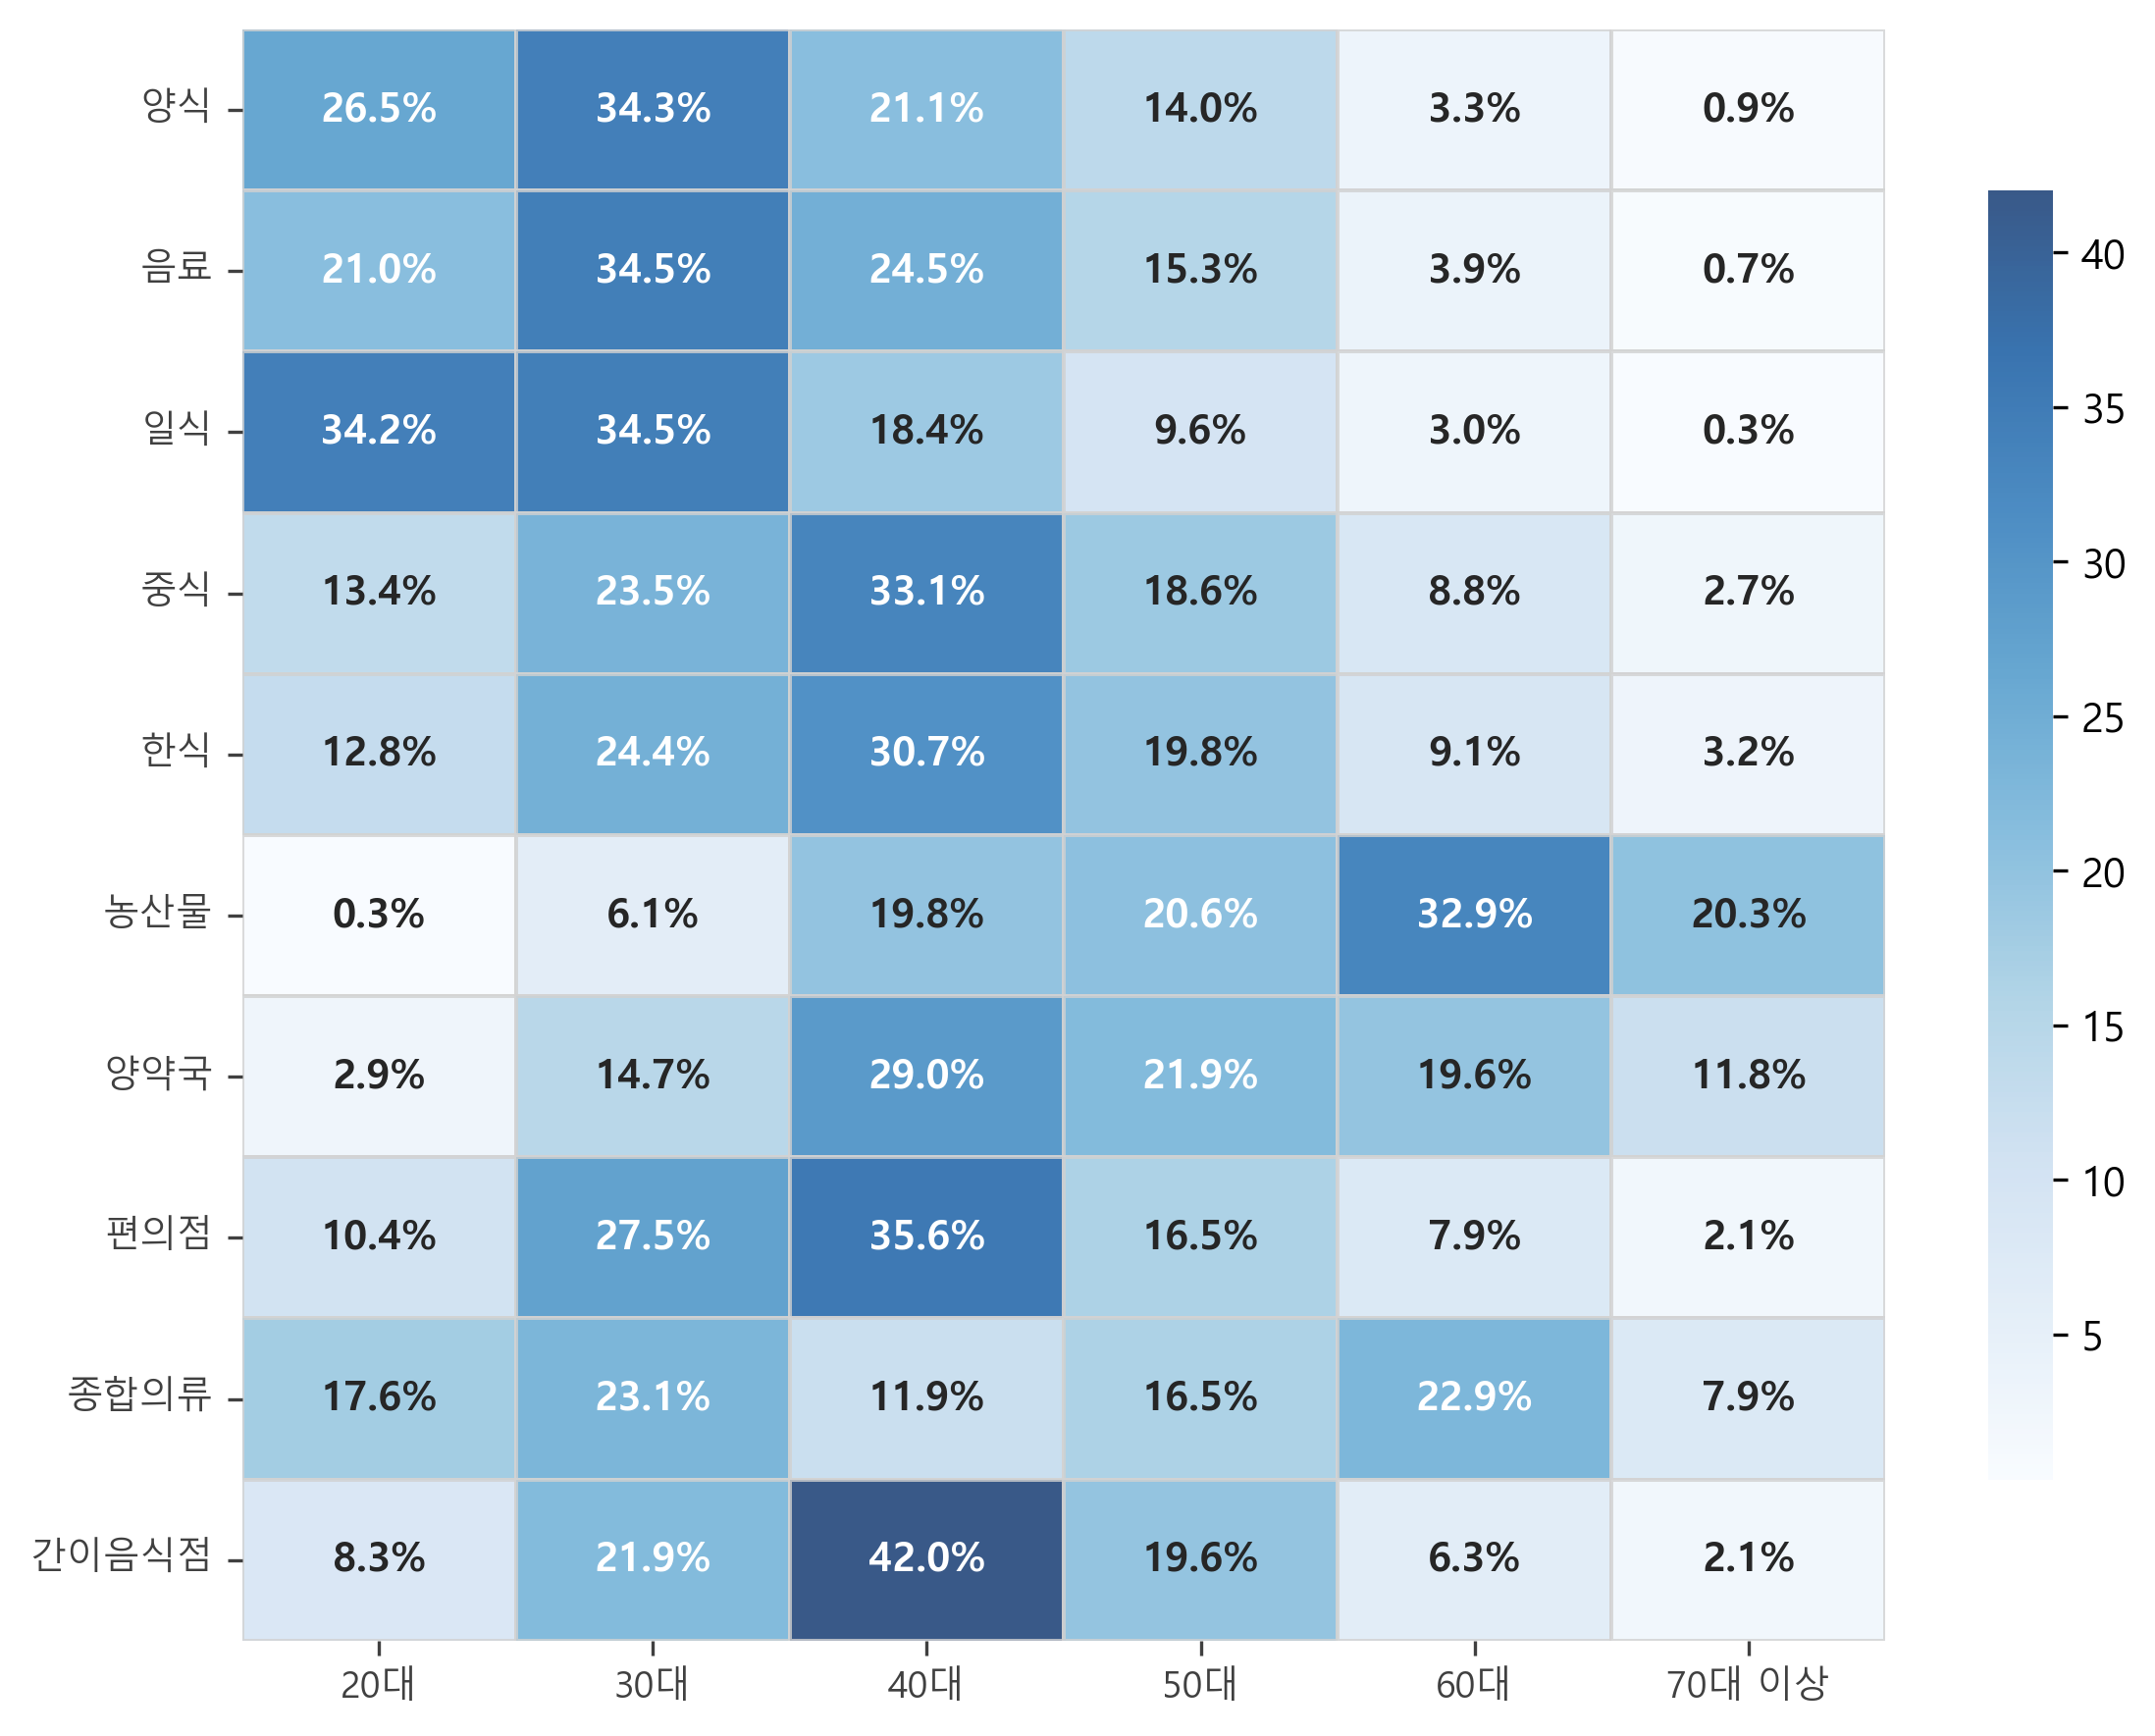 양식 26.5% 34.3% 21.1% 14.0% 3.3% 0.9%
음료 21.0% 34.5% 24.5% 15.3% 3.9% 0.7%
일식 34.2% 34.5% 18.4% 9.6% 3.0% 0.3%
중식 13.4% 23.5% 33.1% 18.6% 8.8% 2.7%
한식 12.8% 24.4% 30.7% 19.8% 9.1% 3.2%
농산물 0.3% 6.1% 19.8% 20.6% 32.9% 20.3%
양약국 2.9% 14.7% 29.0% 21.9% 19.6% 11.8%
편의점 10.4% 27.5% 35.6% 16.5% 7.9% 2.1%
종합의류 17.6% 23.1% 11.9% 16.5% 22.9% 7.9%
간이음식점 8.3% 21.9% 42.0% 19.6% 6.3% 2.1%
20대 30대 40대 50대 60대 70대 이상
40
35
30
25
20
15
10
5